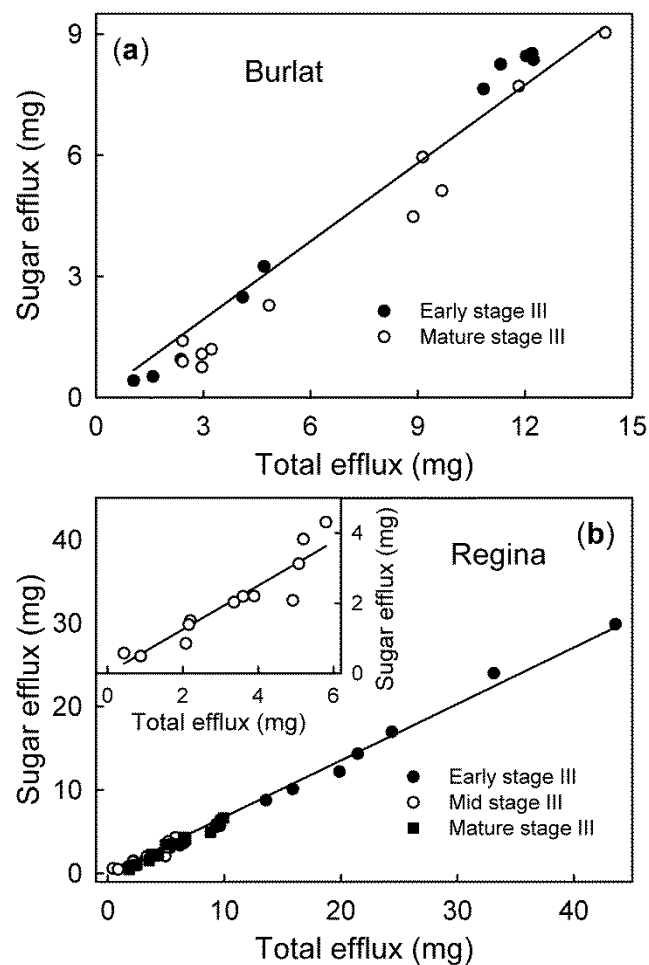 (a)
Burlat
9
6
3
0
Sugar efflux (mg)
Early stage III
Mature stage III
0 3 6 9 12 15
Total efflux (mg)
(b)
Regina
40
30
20
10
0
Sugar efflux (mg)
4
2
0
Sugar efflux (mg)
0 2 4 6
Total efflux (mg)
Early stage III
Mid stage III
Mature stage III
0 10 20 30 40
Total efflux (mg)